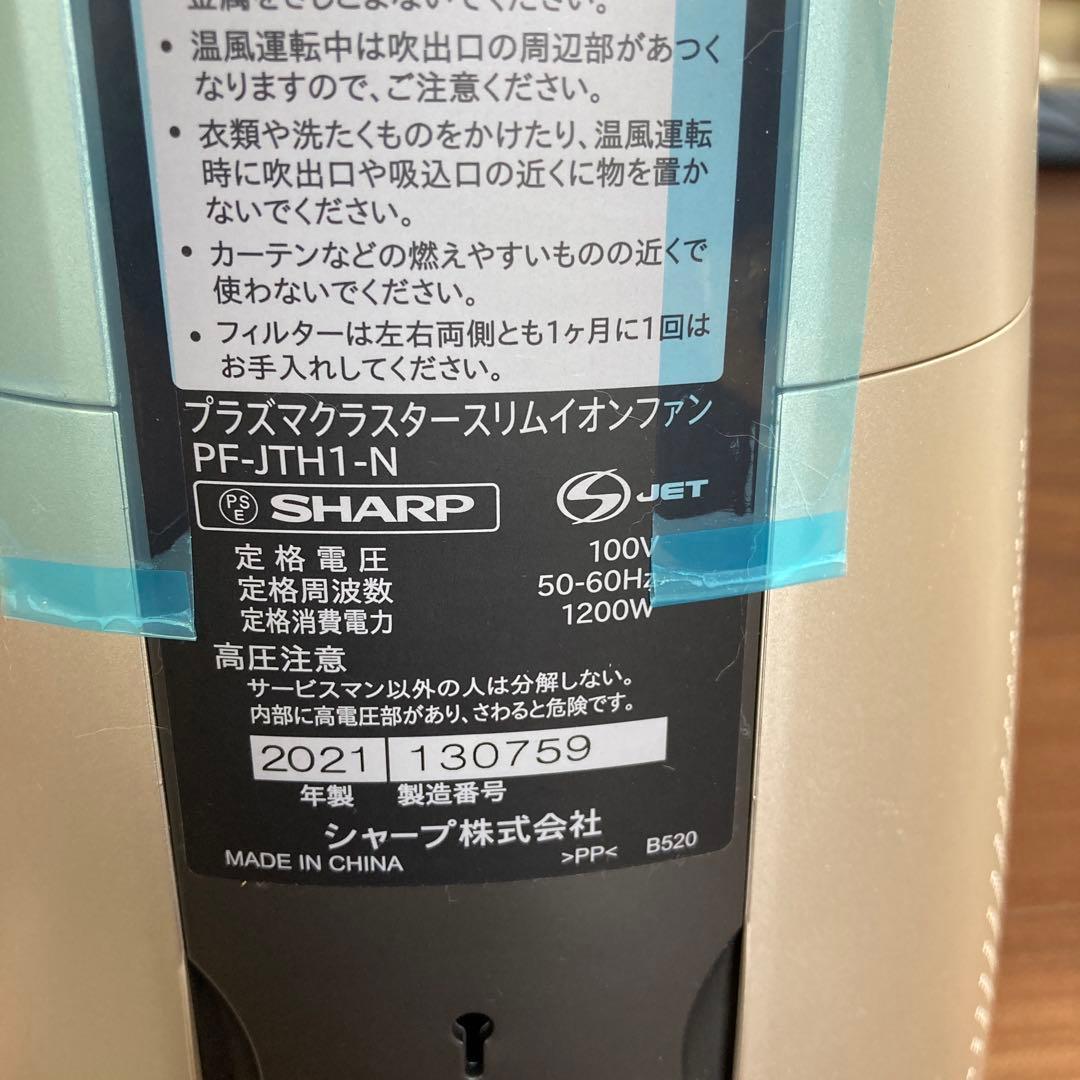 金属をさしこまないでください。
• 温風運転中は吹出口の周辺部があつく
なりますので、ご注意ください。
• 衣類や洗たくものをかけたり、温風運転
時に吹出口や吸込口の近くに物を置か
ないでください。
• カーテンなどの燃えやすいものの近くで
使わないでください。
• フィルターは左右両側とも1ヶ月に1回は
お手入れしてください。
プラズマクラスタースリムイオンファン
PF-JTH1-N
PSE SHARP S JET
定格電圧 100V
定格周波数 50-60Hz
定格消費電力 1200W
高圧注意
サービスマン以外の人は分解しない。
内部に高電圧部があり、さわると危険です。
2021 130759
年製 製造番号
シャープ株式会社
MADE IN CHINA >PP< B520